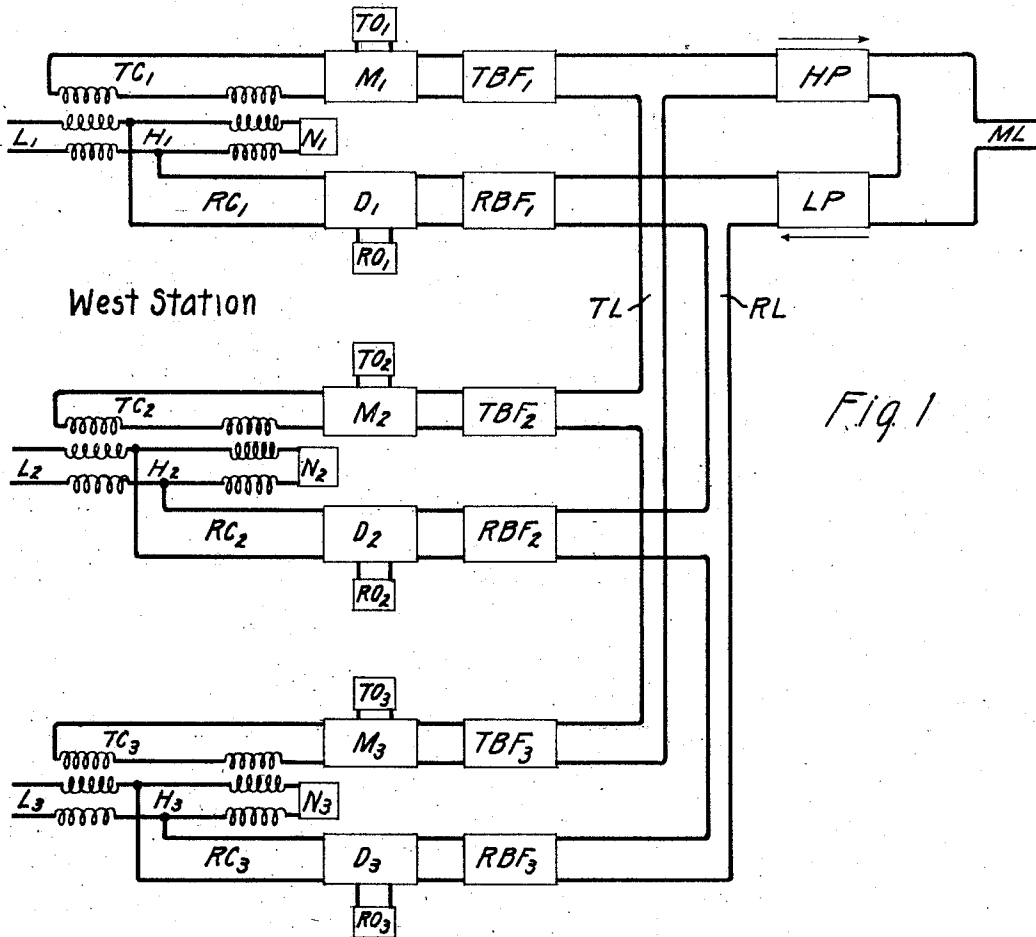 TO₁
TC₁
M₁
TBF₁
HP
L₁
H₁
N₁
ML
RC₁
D₁
RBF₁
LP
RO₁
West Station
TL
RL
TO₂
TC₂
M₂
TBF₂
Fig. 1
L₂
H₂
N₂
RC₂
D₂
RBF₂
RO₂
TO₃
TC₃
M₃
TBF₃
L₃
H₃
N₃
RC₃
D₃
RBF₃
RO₃